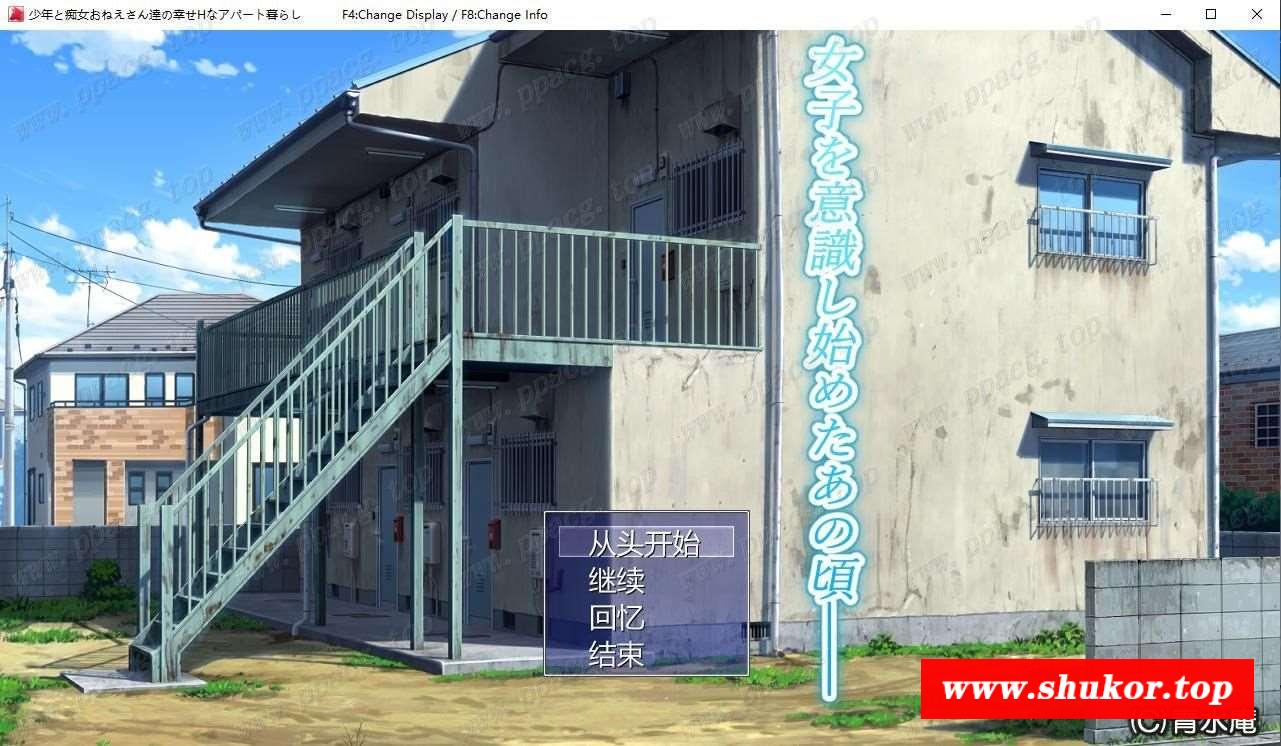 少年と痴女おねえさん達の幸せHなアパート暮らし F4:Change Display / F8:Change Info
女子を意識し始めたあの頃──
从头开始
继续
回忆
结束
www.shukor.top
(C)青水庵
www.ppacg.top